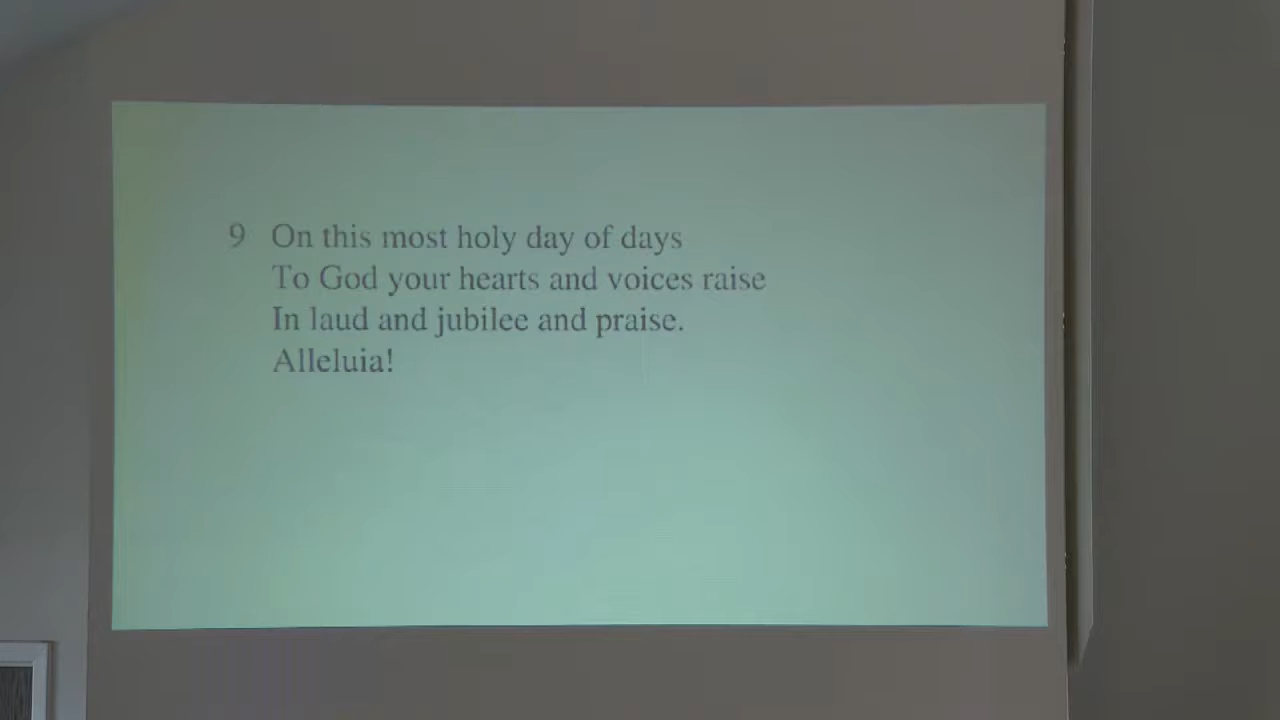 9 On this most holy day of days
To God your hearts and voices raise
In laud and jubilee and praise.
Alleluia!